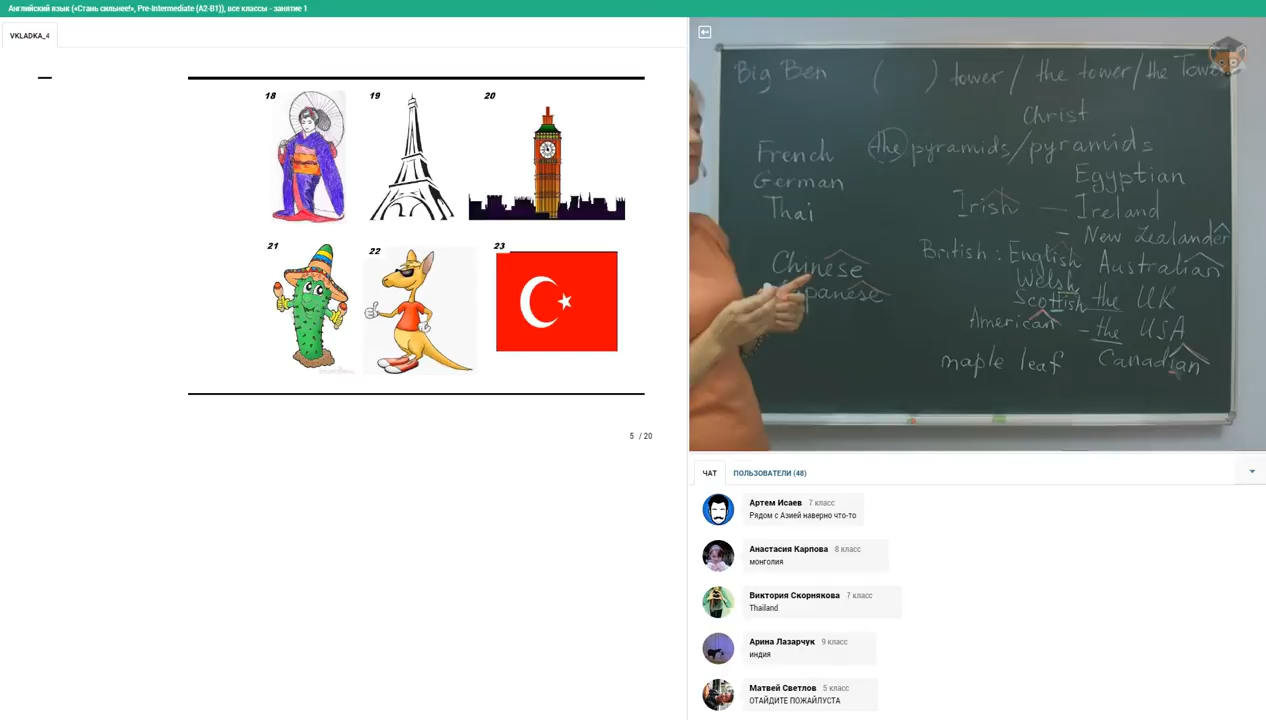 Английский язык («Стань сильнее!», Pre-Intermediate (A2-B1)), все классы - занятие 1
VKLADKA_4
18
19
20
21
22
23
5 / 20
Big Ben ( ) tower / the tower / the Tower
Christ
French
the pyramids/pyramids
German
Egyptian
Thai
Irish — Ireland
- New Zealander
British: English
Australian
Chinese
Welsh
Scottish
the UK
American
- the USA
maple leaf
Canadian
ЧАТ
ПОЛЬЗОВАТЕЛИ (48)
Артем Исаев 7 класс
Рядом с Азией наверно что-то
Анастасия Карпова 8 класс
монголия
Виктория Скорнякова 7 класс
Thailand
Арина Лазарчук 9 класс
индия
Матвей Светлов 5 класс
ОТАЙДИТЕ ПОЖАЙЛУСТА